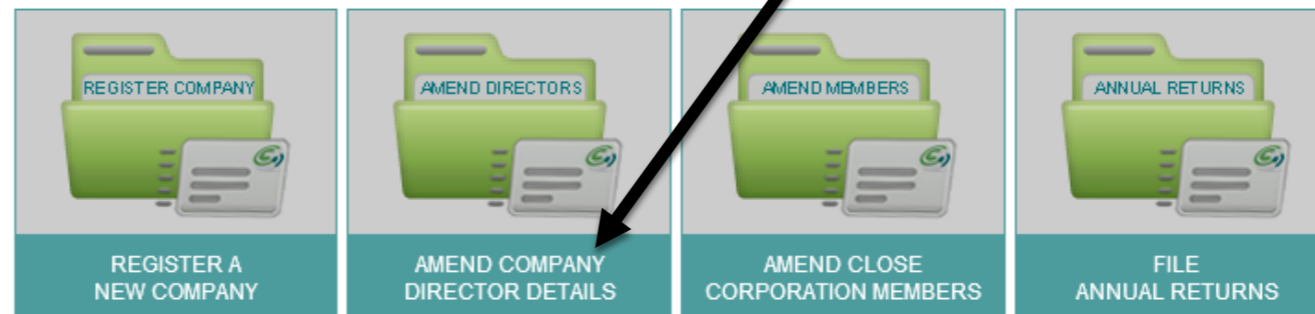 REGISTER COMPANY
AMEND DIRECTORS
AMEND MEMBERS
ANNUAL RETURNS
REGISTER A
NEW COMPANY
AMEND COMPANY
DIRECTOR DETAILS
AMEND CLOSE
CORPORATION MEMBERS
FILE
ANNUAL RETURNS